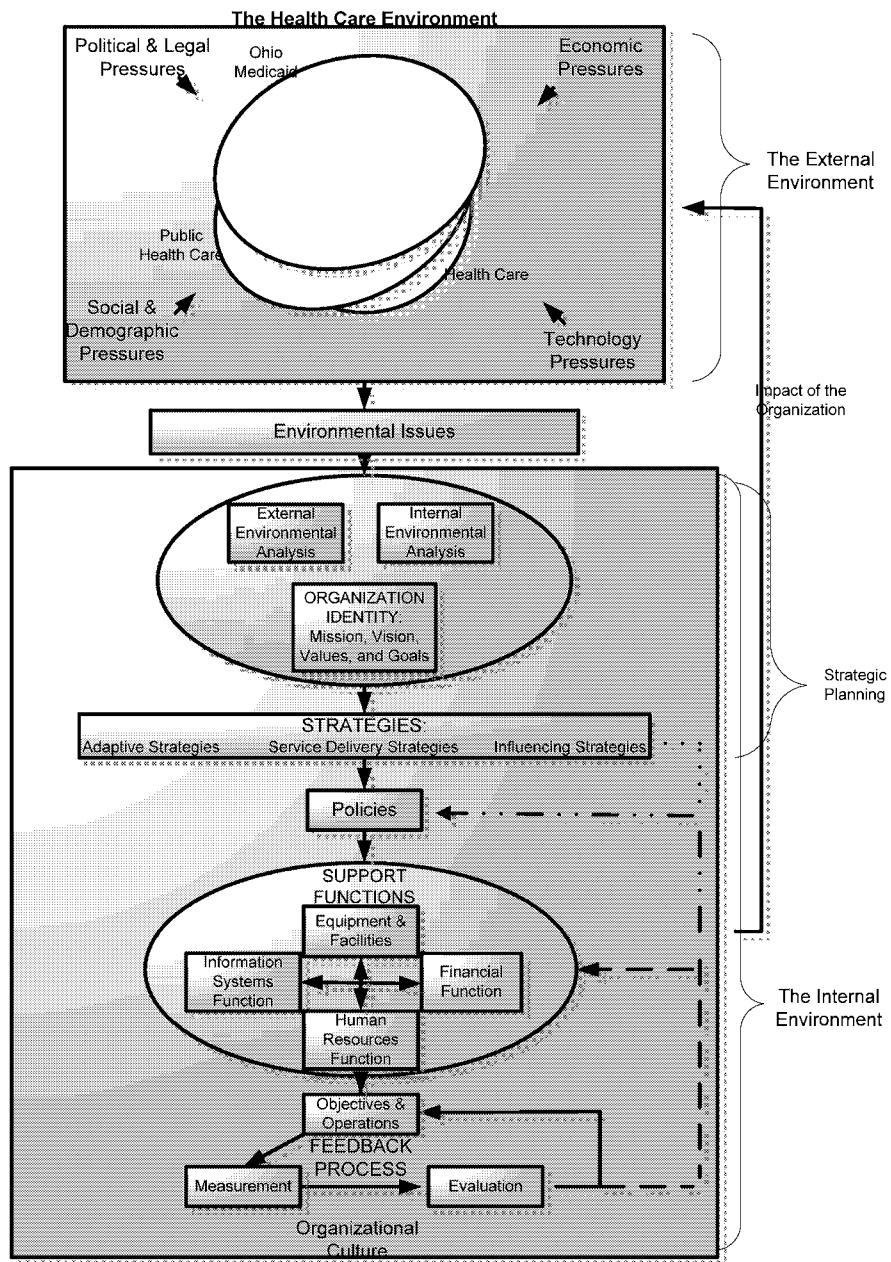 The Health Care Environment
Political & Legal
Pressures
Ohio
Medicaid
Economic
Pressures
The External
Environment
Public
Health Care
Health Care
Social &
Demographic
Pressures
Technology
Pressures
Impact of the
Organization
Environmental Issues
External
Environmental
Analysis
Internal
Environmental
Analysis
ORGANIZATION
IDENTITY:
Mission, Vision,
Values, and Goals
Strategic
Planning
STRATEGIES:
Adaptive Strategies
Service Delivery Strategies
Influencing Strategies
Policies
SUPPORT
FUNCTIONS
Equipment &
Facilities
Information
Systems
Function
Financial
Function
Human
Resources
Function
The Internal
Environment
Objectives &
Operations
FEEDBACK
PROCESS
Measurement
Evaluation
Organizational
Culture